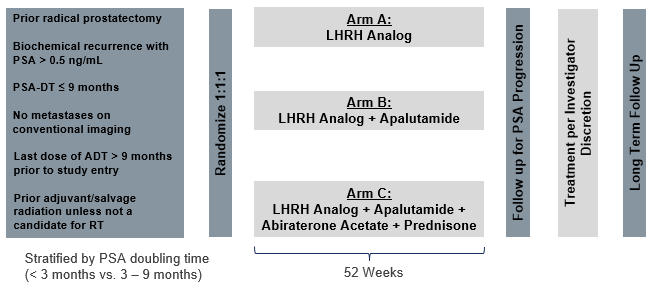 Prior radical prostatectomy
Biochemical recurrence with
PSA > 0.5 ng/mL
PSA-DT ≤ 9 months
No metastases on
conventional imaging
Last dose of ADT > 9 months
prior to study entry
Prior adjuvant/salvage
radiation unless not a
candidate for RT
Stratified by PSA doubling time
(< 3 months vs. 3 – 9 months)
Randomize 1:1:1
Arm A:
LHRH Analog
Arm B:
LHRH Analog + Apalutamide
Arm C:
LHRH Analog + Apalutamide +
Abiraterone Acetate + Prednisone
52 Weeks
Follow up for PSA Progression
Treatment per Investigator
Discretion
Long Term Follow Up